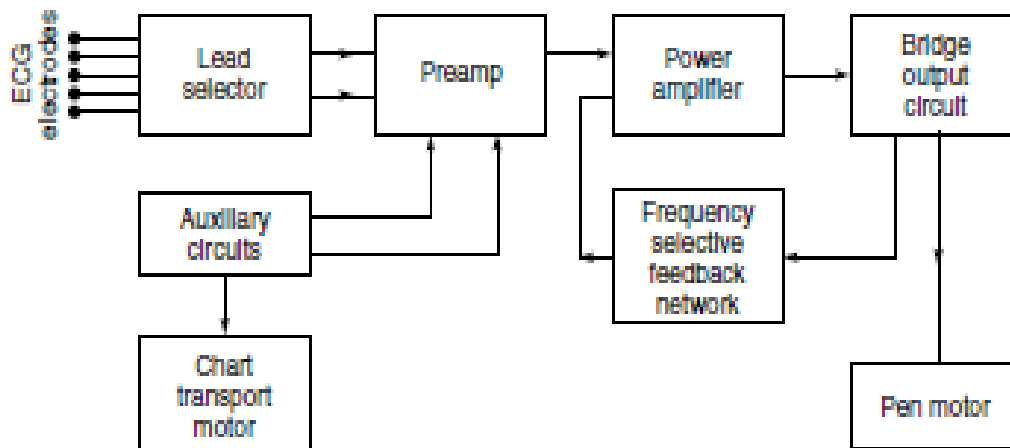 ECG
electrodes
Lead
selector
Preamp
Power
amplifier
Bridge
output
circuit
Auxillary
circuits
Frequency
selective
feedback
network
Chart
transport
motor
Pen motor